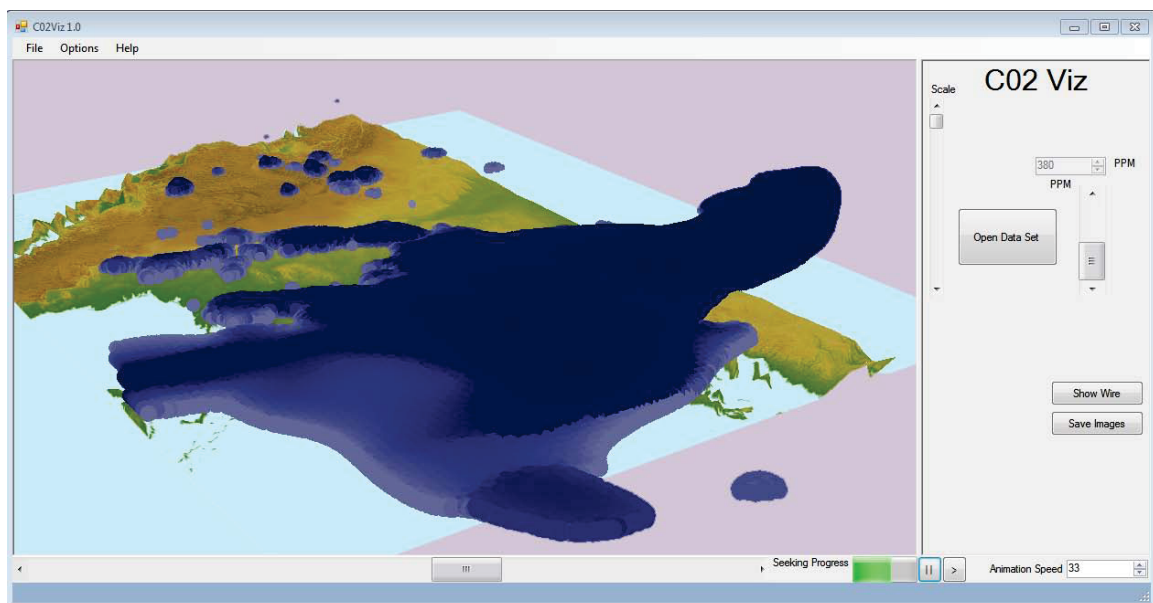 C02Viz 1.0
File Options Help
C02 Viz
Scale
380 PPM
PPM
Open Data Set
Show Wire
Save Images
Seeking Progress || > Animation Speed 33